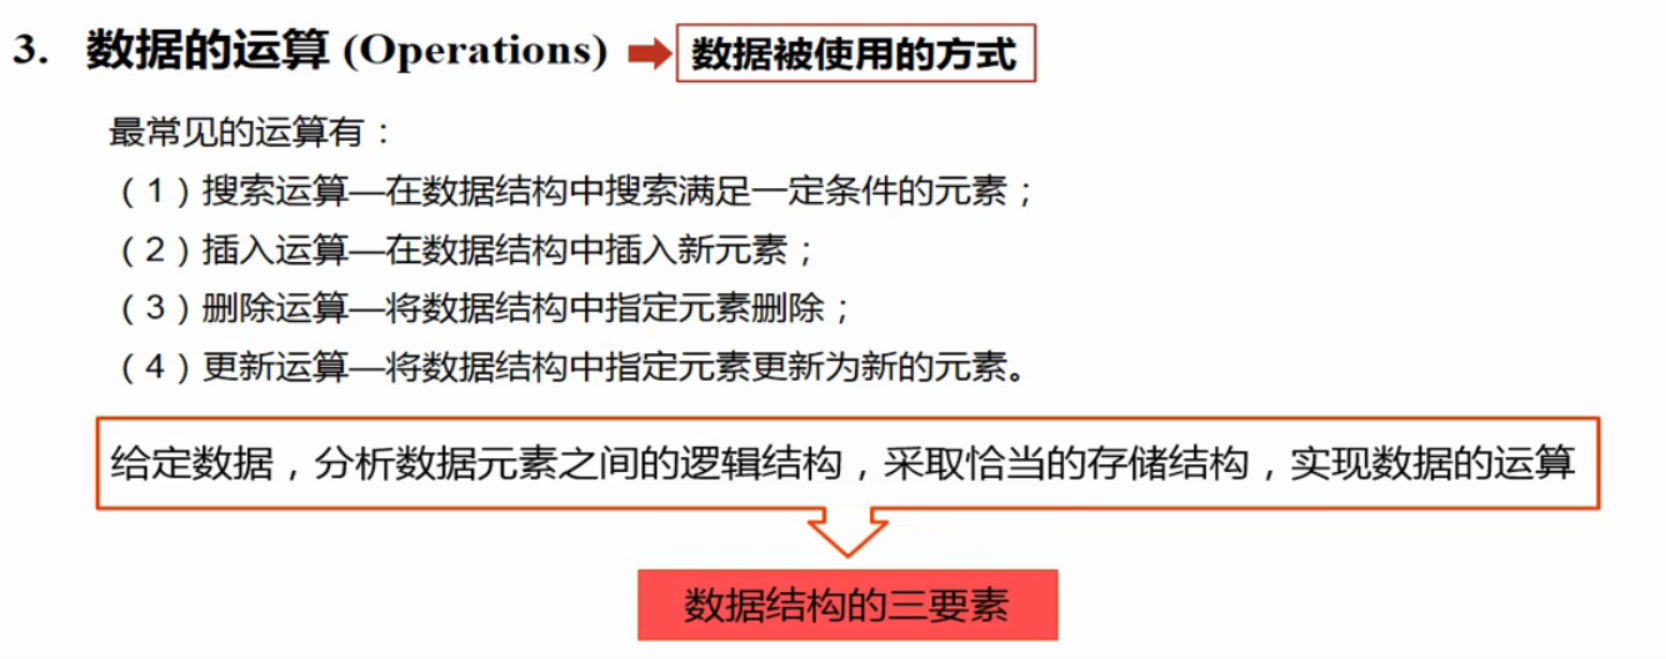 3. 数据的运算 (Operations) 数据被使用的方式
最常见的运算有：
（1）搜索运算—在数据结构中搜索满足一定条件的元素；
（2）插入运算—在数据结构中插入新元素；
（3）删除运算—将数据结构中指定元素删除；
（4）更新运算—将数据结构中指定元素更新为新的元素。
给定数据，分析数据元素之间的逻辑结构，采取恰当的存储结构，实现数据的运算
数据结构的三要素